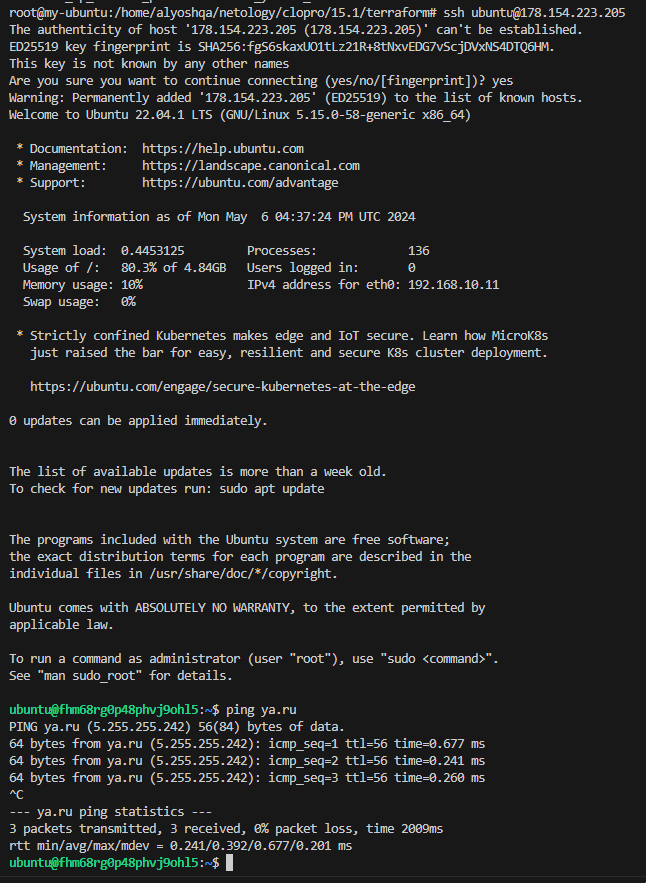 root@my-ubuntu:/home/alyoshqa/netology/clopro/15.1/terraform# ssh ubuntu@178.154.223.205
The authenticity of host '178.154.223.205 (178.154.223.205)' can't be established.
ED25519 key fingerprint is SHA256:fgS6skaxUO1tLz21R+8tNxvEDG7vScjDVxNS4DTQ6HM.
This key is not known by any other names
Are you sure you want to continue connecting (yes/no/[fingerprint])? yes
Warning: Permanently added '178.154.223.205' (ED25519) to the list of known hosts.
Welcome to Ubuntu 22.04.1 LTS (GNU/Linux 5.15.0-58-generic x86_64)
* Documentation:  https://help.ubuntu.com
* Management:     https://landscape.canonical.com
* Support:        https://ubuntu.com/advantage
System information as of Mon May  6 04:37:24 PM UTC 2024
System load:  0.4453125         Processes:             136
Usage of /:   80.3% of 4.84GB   Users logged in:       0
Memory usage: 10%               IPv4 address for eth0: 192.168.10.11
Swap usage:   0%
* Strictly confined Kubernetes makes edge and IoT secure. Learn how MicroK8s
just raised the bar for easy, resilient and secure K8s cluster deployment.
https://ubuntu.com/engage/secure-kubernetes-at-the-edge
0 updates can be applied immediately.
The list of available updates is more than a week old.
To check for new updates run: sudo apt update
The programs included with the Ubuntu system are free software;
the exact distribution terms for each program are described in the
individual files in /usr/share/doc/*/copyright.
Ubuntu comes with ABSOLUTELY NO WARRANTY, to the extent permitted by
applicable law.
To run a command as administrator (user "root"), use "sudo <command>".
See "man sudo_root" for details.
ubuntu@fhm68rg0p48phvj9ohl5:~$ ping ya.ru
PING ya.ru (5.255.255.242) 56(84) bytes of data.
64 bytes from ya.ru (5.255.255.242): icmp_seq=1 ttl=56 time=0.677 ms
64 bytes from ya.ru (5.255.255.242): icmp_seq=2 ttl=56 time=0.241 ms
64 bytes from ya.ru (5.255.255.242): icmp_seq=3 ttl=56 time=0.260 ms
^C
--- ya.ru ping statistics ---
3 packets transmitted, 3 received, 0% packet loss, time 2009ms
rtt min/avg/max/mdev = 0.241/0.392/0.677/0.201 ms
ubuntu@fhm68rg0p48phvj9ohl5:~$